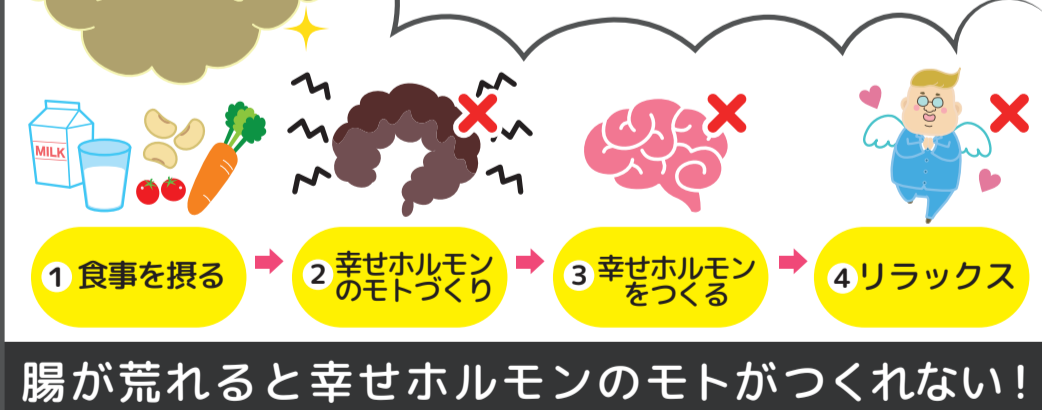 MILK
① 食事を摂る
② 幸せホルモン
のモトづくり
③ 幸せホルモン
をつくる
④ リラックス
腸が荒れると幸せホルモンのモトがつくれない!